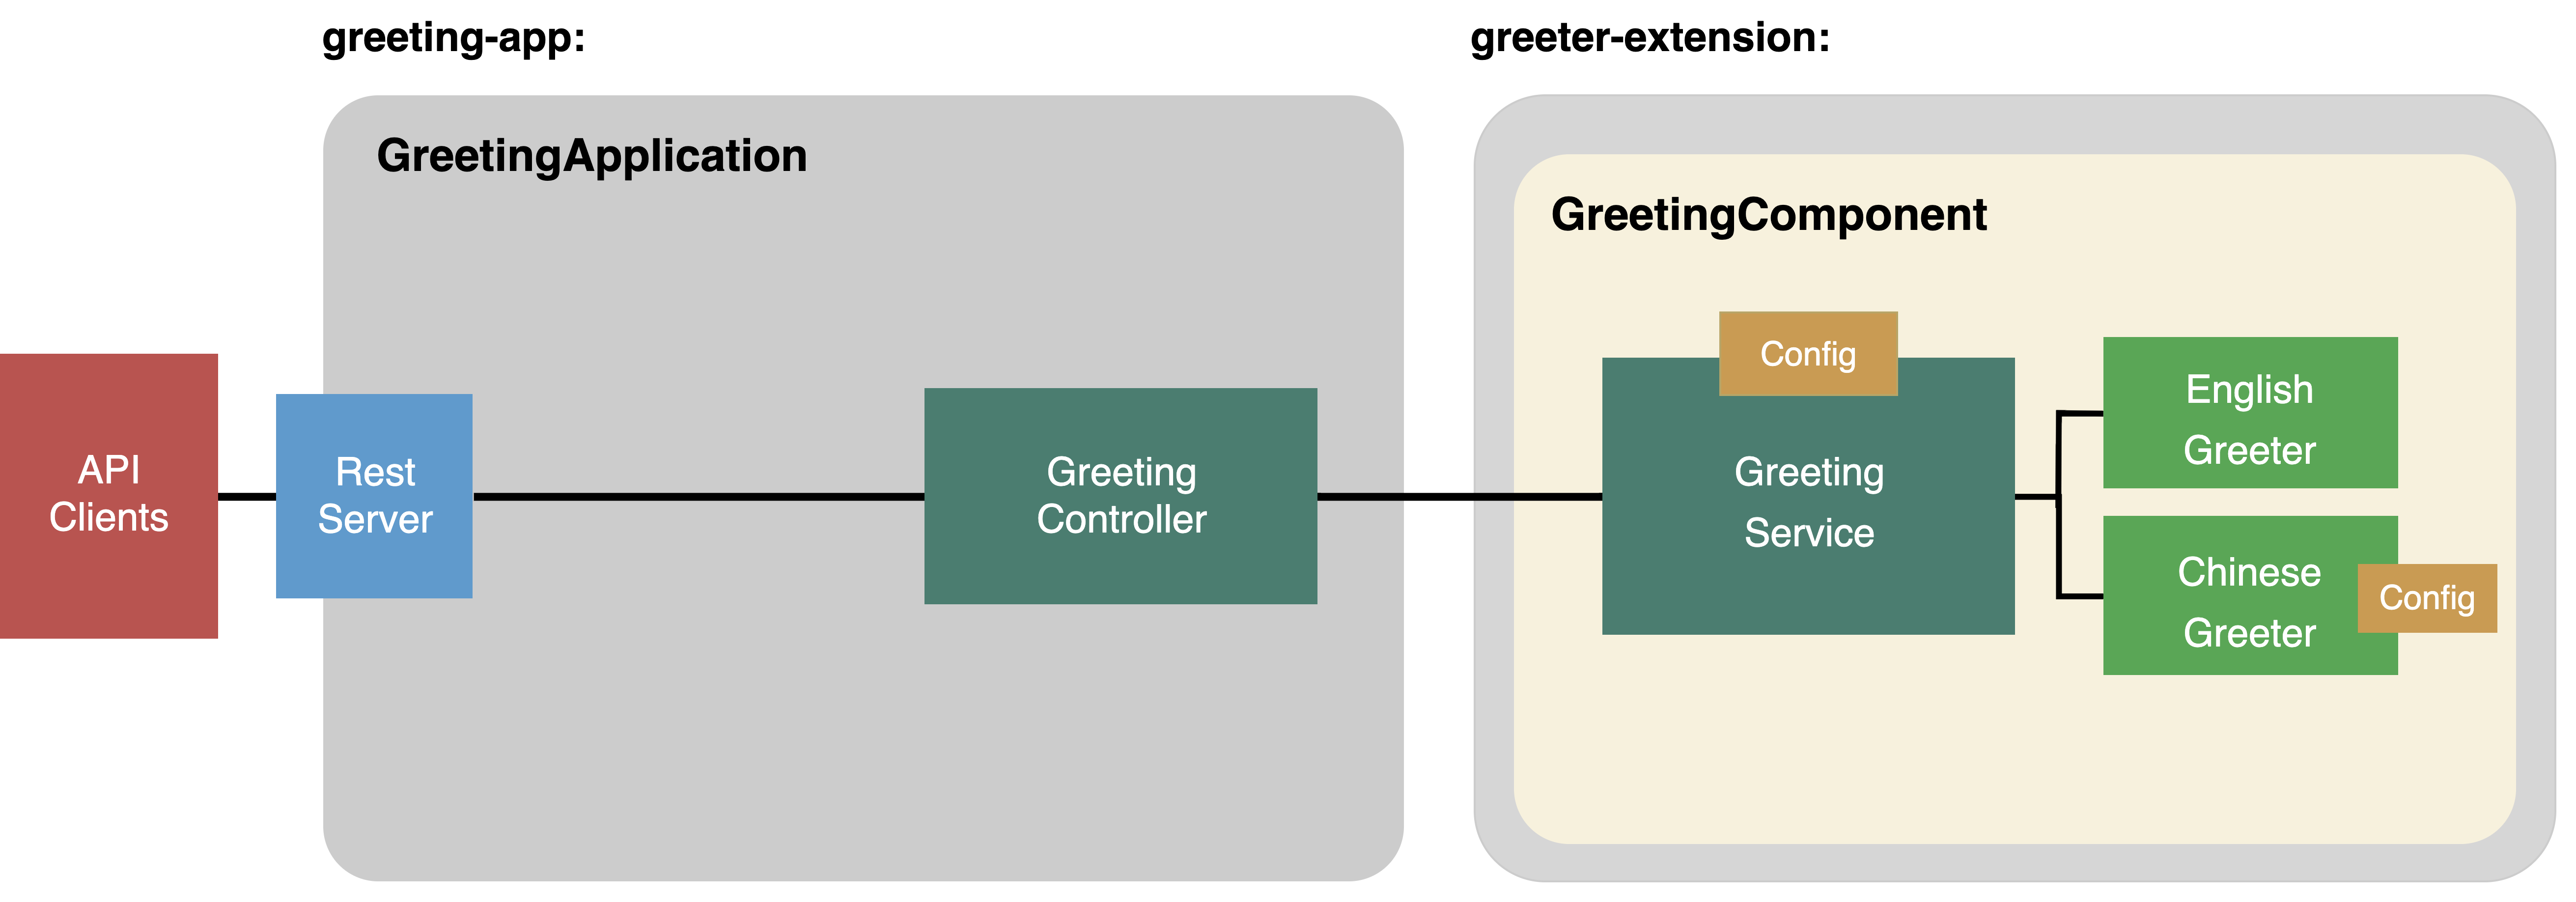 greeting-app:
greeter-extension:
GreetingApplication
GreetingComponent
API
Clients
Rest
Server
Greeting
Controller
Config
Greeting
Service
English
Greeter
Chinese
Greeter
Config